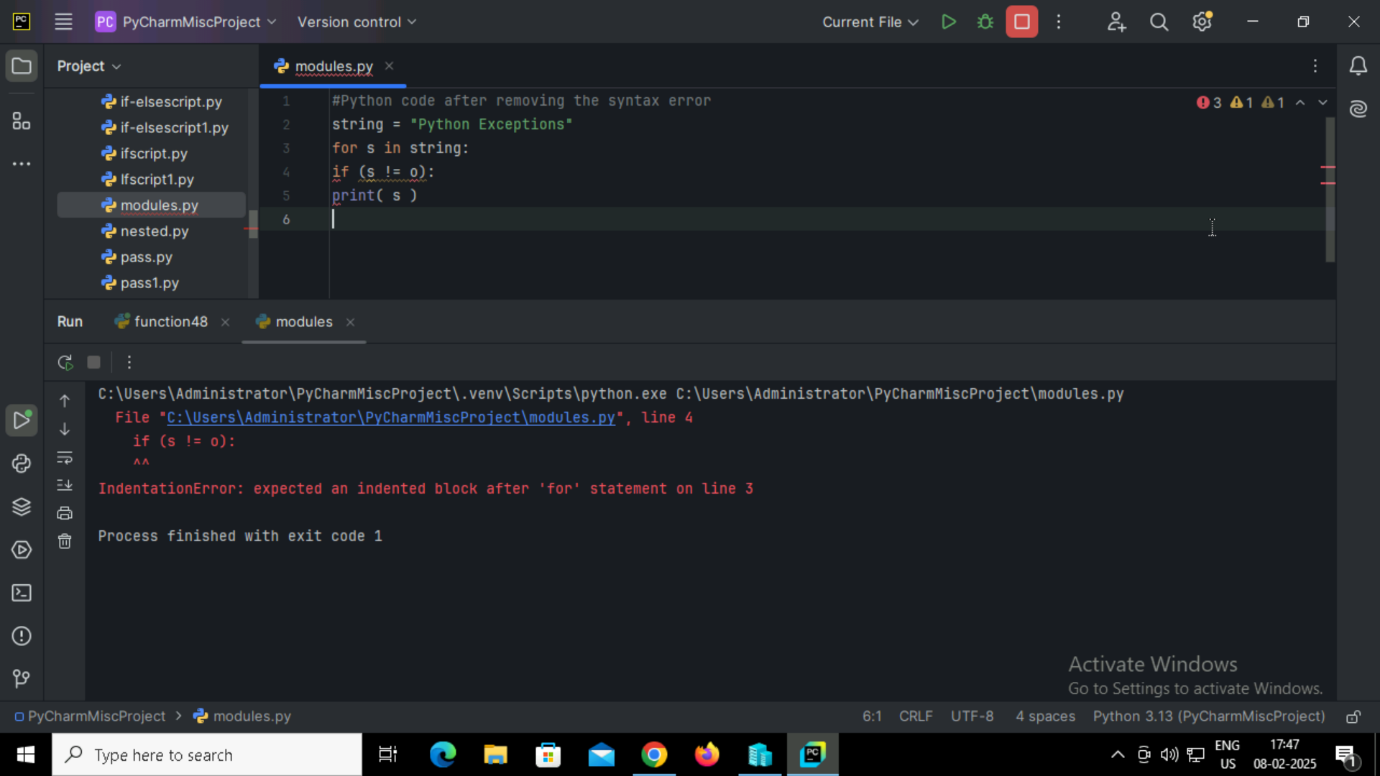 PC PyCharmMiscProject Version control Current File
Project modules.py
if-elsescript.py
if-elsescript1.py
ifscript.py
Ifscript1.py
modules.py
nested.py
pass.py
pass1.py
1 #Python code after removing the syntax error
2 string = "Python Exceptions"
3 for s in string:
4 if (s != o):
5 print( s )
6
3 1 1
Run function48 modules
C:\Users\Administrator\PyCharmMiscProject\.venv\Scripts\python.exe C:\Users\Administrator\PyCharmMiscProject\modules.py
File "C:\Users\Administrator\PyCharmMiscProject\modules.py", line 4
if (s != o):
^^
IndentationError: expected an indented block after 'for' statement on line 3
Process finished with exit code 1
Activate Windows
Go to Settings to activate Windows.
PyCharmMiscProject > modules.py 6:1 CRLF UTF-8 4 spaces Python 3.13 (PyCharmMiscProject)
Type here to search
PC
ENG
US
17:47
08-02-2025
1